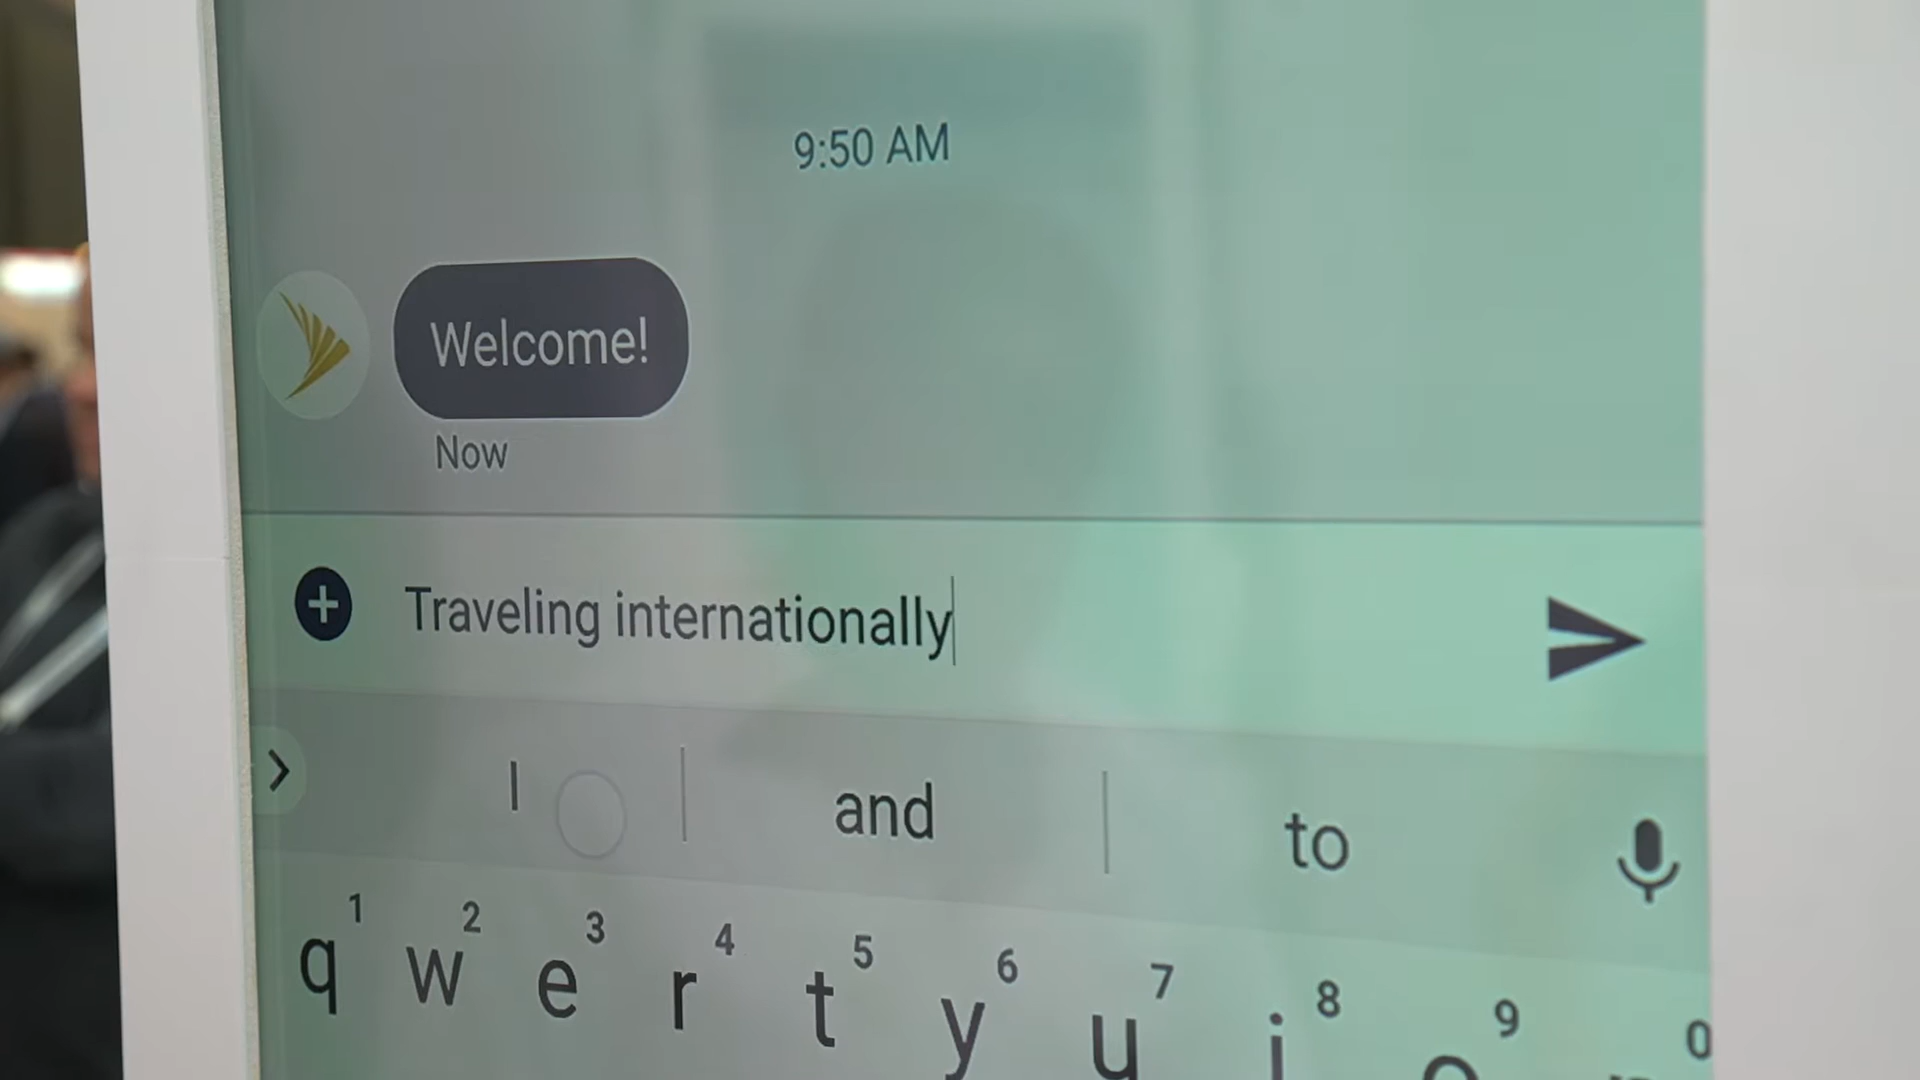 9:50 AM
Welcome!
Now
Traveling internationally
I and to
1 2 3 4 5 6 7 8 9 0
q w e r t y u i o p